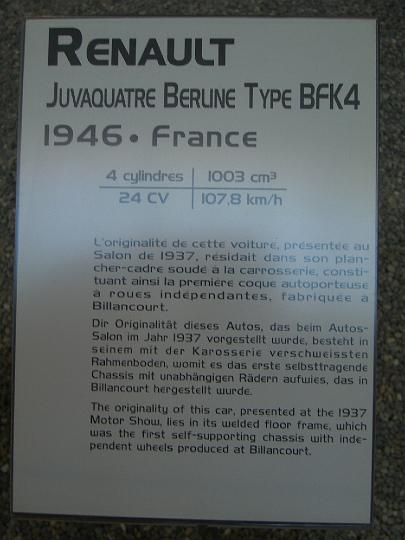 RENAULT
JUVAQUATRE BERLINE TYPE BFK4
1946 • France
4 cylindres 1003 cm³
24 CV 107,8 km/h
L'originalité de cette voiture, présentée au
Salon de 1937, résidait dans son plan-
cher-cadre soudé à la carrosserie, consti-
tuant ainsi la première coque autoporteuse
à roues indépendantes, fabriquée à
Billancourt.
Dir Originalität dieses Autos, das beim Autos-
Salon im Jahr 1937 vorgestellt wurde, besteht in
seinem mit der Karosserie verschweissten
Rahmenboden, womit es das erste selbsttragende
Chassis mit unabhängigen Rädern aufwies, das in
Billancourt hergestellt wurde.
The originality of this car, presented at the 1937
Motor Show, lies in its welded floor frame, which
was the first self-supporting chassis with inde-
pendent wheels produced at Billancourt.